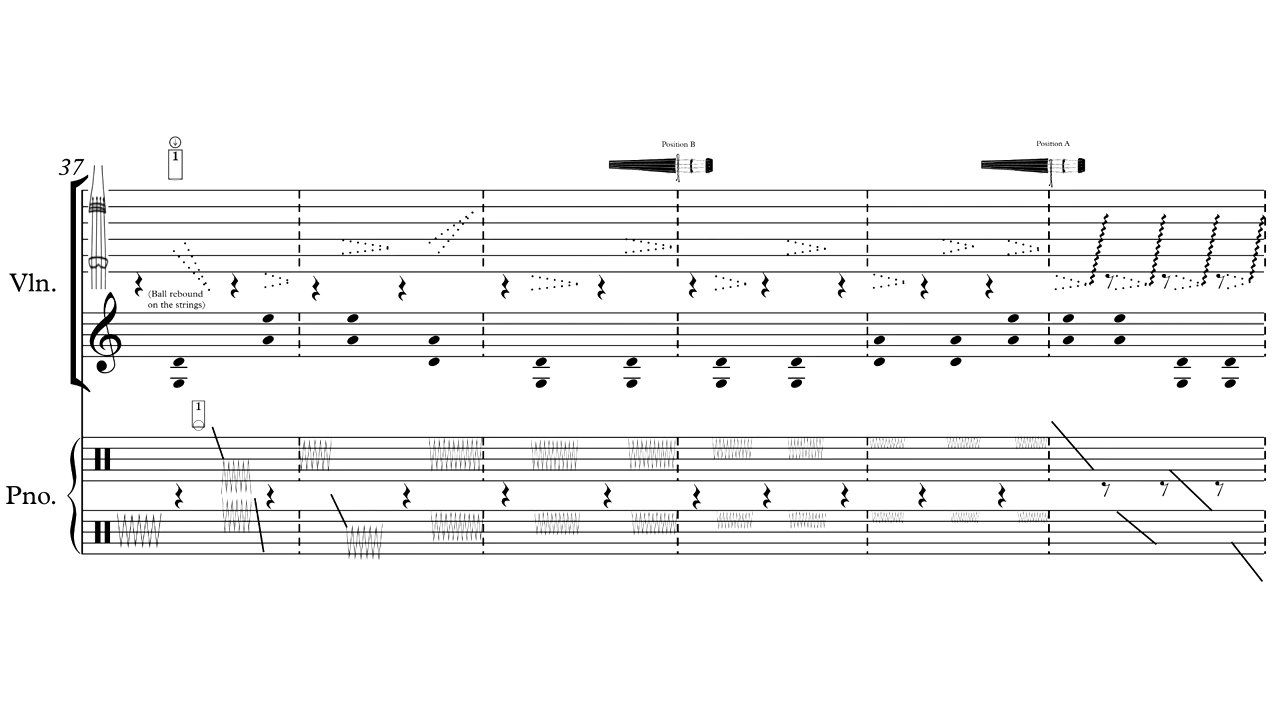 Position B
Position A
1
37
Vln.
(Ball rebound
on the strings)
1
Pno.